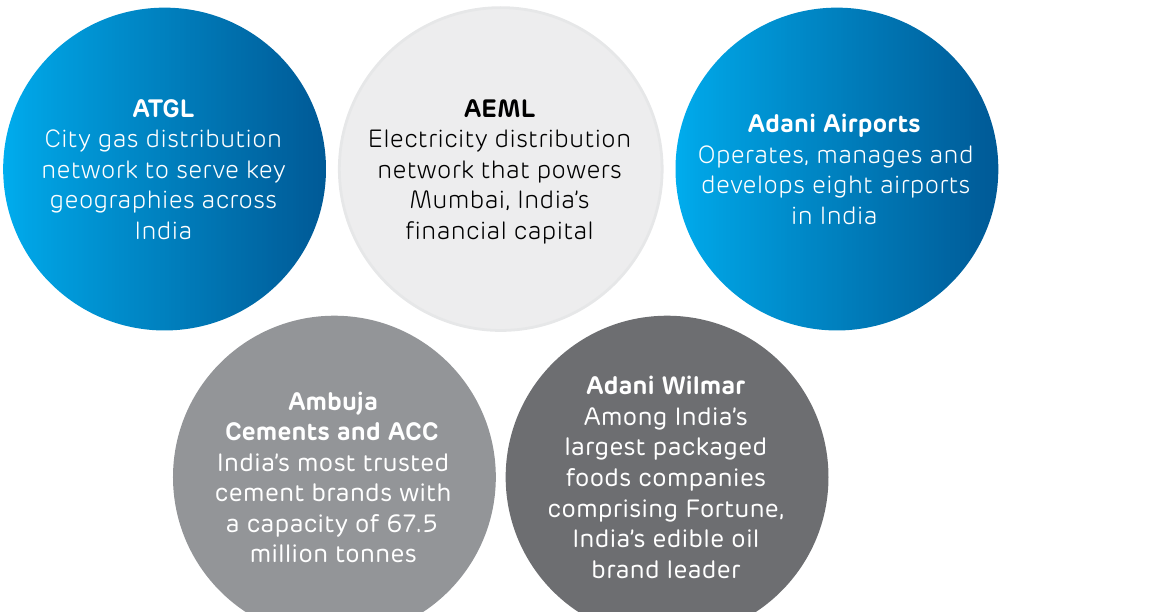 ATGL
City gas distribution
network to serve key
geographies across
India
AEML
Electricity distribution
network that powers
Mumbai, India’s
financial capital
Adani Airports
Operates, manages and
develops eight airports
in India
Ambuja
Cements and ACC
India’s most trusted
cement brands with
a capacity of 67.5
million tonnes
Adani Wilmar
Among India’s
largest packaged
foods companies
comprising Fortune,
India’s edible oil
brand leader